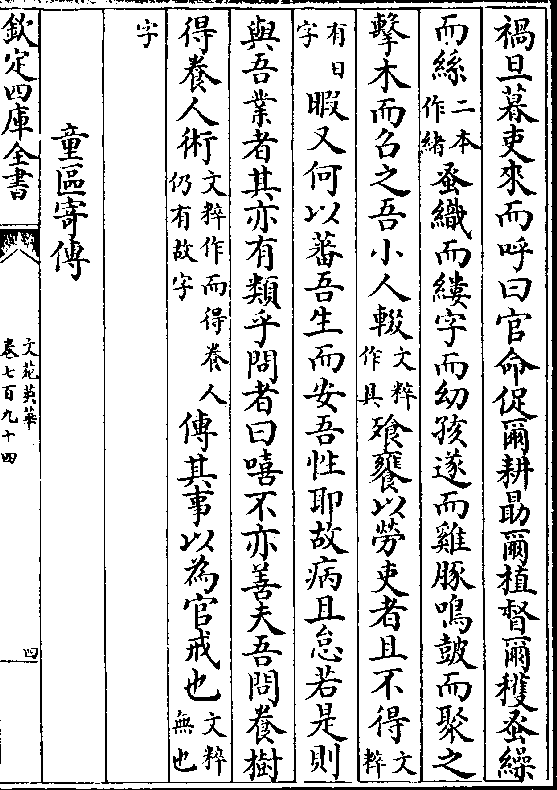 禍旦暮吏來而呼曰官命促爾耕勗爾植督爾穫蚤繰
而絲二本作緒蚤織而縷字而幼孩遂而雞豚鳴鼓而聚之
擊木而召之吾小人輟文粹作具飱饔以勞吏者且不得文粹
有日字暇又何以蕃吾生而安吾性耶故病且怠若是則
與吾業者其亦有類乎問者曰嘻不亦善夫吾問養樹
得養人術文粹作而得養人仍有故字傳其事以為官戒也文粹無也
字
童區寄傳
欽定四庫全書
文苑英華
卷七百九十四
四